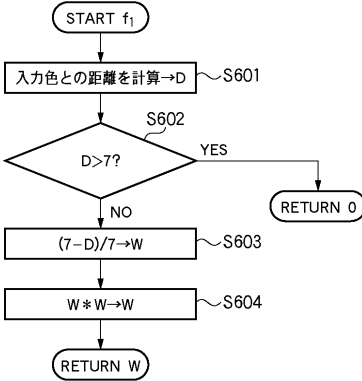 START f₁
入力色との距離を計算→D
S601
S602
D>7?
YES
RETURN 0
NO
(7−D)/7→W
S603
W*W→W
S604
RETURN W